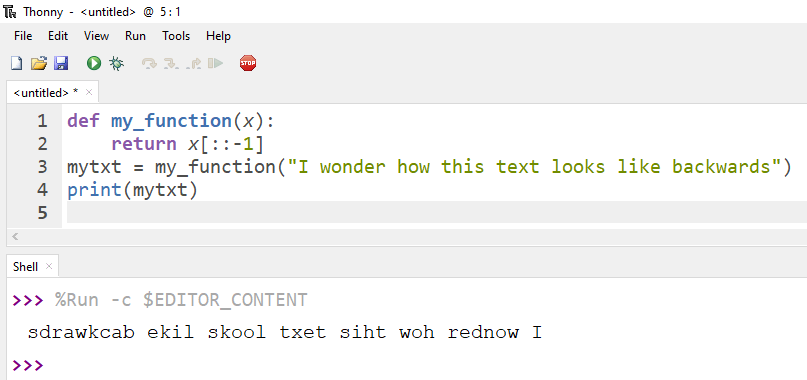 Thonny - <untitled> @ 5:1
File Edit View Run Tools Help
STOP
<untitled> * ×
1 def my_function(x):
2     return x[::-1]
3 mytxt = my_function("I wonder how this text looks like backwards")
4 print(mytxt)
5
Shell ×
>>> %Run -c $EDITOR_CONTENT
sdrawkcab ekil skool txet siht woh rednow I
>>>